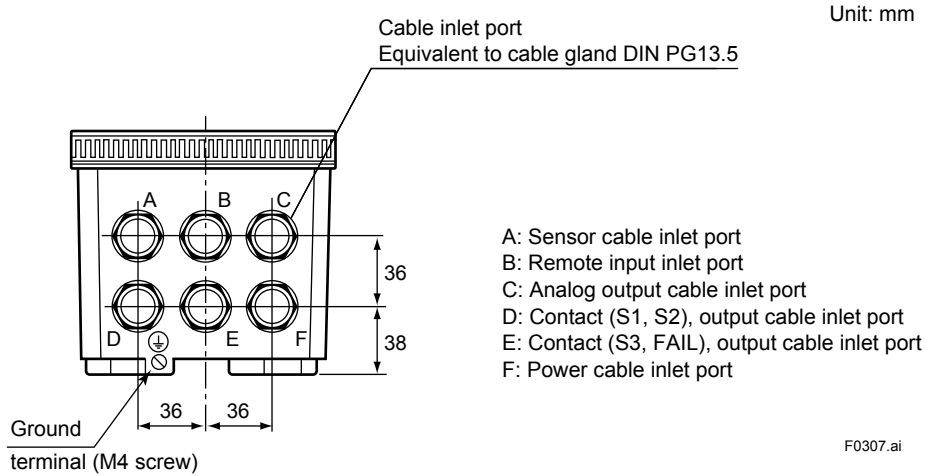 Unit: mm
Cable inlet port
Equivalent to cable gland DIN PG13.5
A B C
36
D E F
38
36 36
Ground
terminal (M4 screw)
A: Sensor cable inlet port
B: Remote input inlet port
C: Analog output cable inlet port
D: Contact (S1, S2), output cable inlet port
E: Contact (S3, FAIL), output cable inlet port
F: Power cable inlet port
F0307.ai